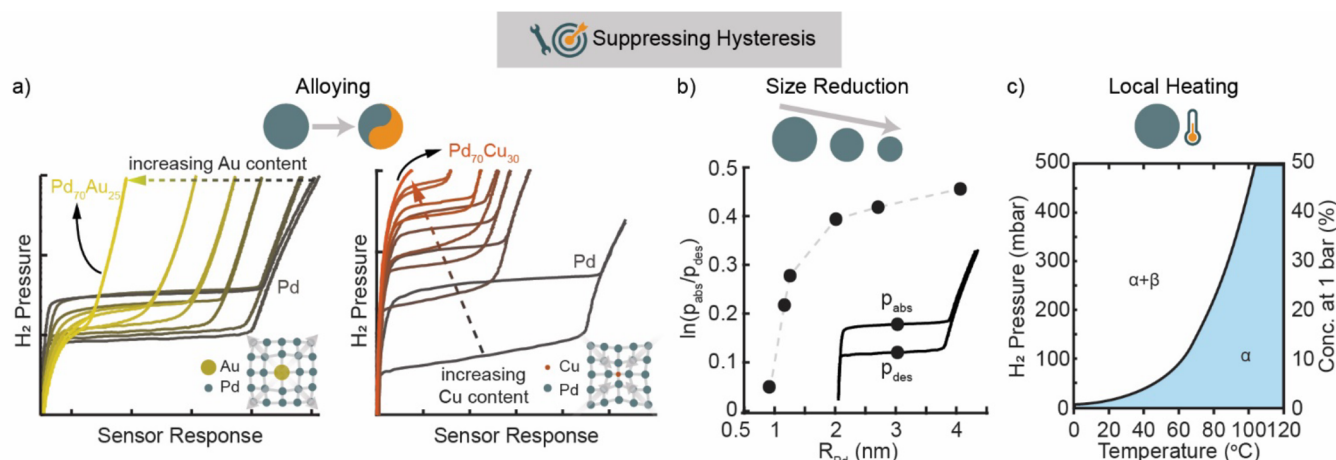 Suppressing Hysteresis
a)
Alloying
increasing Au content
Pd₇₀Au₂₅
Pd
H₂ Pressure
Au
Pd
Sensor Response
Pd₇₀Cu₃₀
Pd
increasing
Cu content
H₂ Pressure
Cu
Pd
Sensor Response
b)
Size Reduction
ln(pabs/pdes)
0.5
0.4
0.3
0.2
0.1
0
pabs
pdes
0.5 1 2 3 4
R (nm)
c)
Local Heating
H₂ Pressure (mbar)
500
400
300
200
100
0
α+β
α
50
40
30
20
10
0
Conc. at 1 bar (%)
0 20 40 60 80 100 120
Temperature (°C)